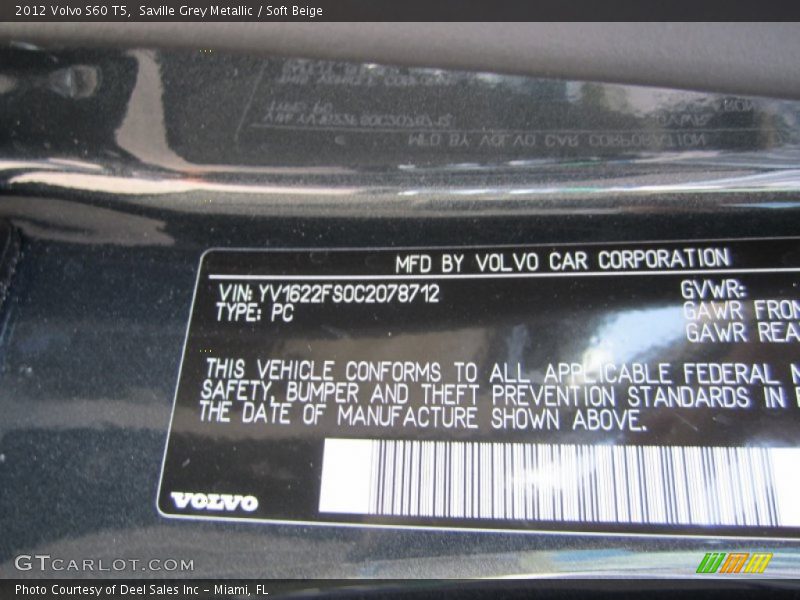 2012 Volvo S60 T5, Saville Grey Metallic / Soft Beige
MFD BY VOLVO CAR CORPORATION
VIN: YV1622FS0C2078712
TYPE: PC
GVWR:
GAWR FRON
GAWR REA
THIS VEHICLE CONFORMS TO ALL APPLICABLE FEDERAL
SAFETY, BUMPER AND THEFT PREVENTION STANDARDS IN
THE DATE OF MANUFACTURE SHOWN ABOVE.
VOLVO
GTCARLOT.COM
Photo Courtesy of Deel Sales Inc - Miami, FL